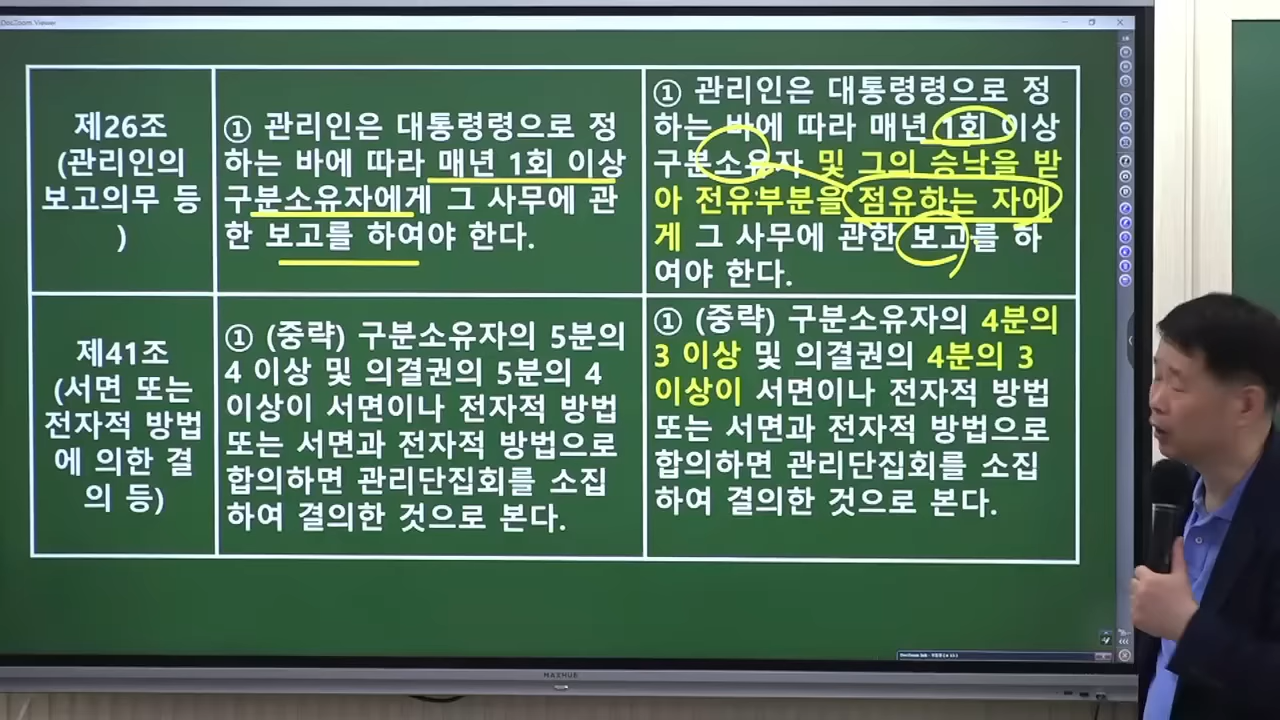 DocZoom Viewer
제26조
(관리인의
보고의무 등
)
① 관리인은 대통령령으로 정
하는 바에 따라 매년 1회 이상
구분소유자에게 그 사무에 관
한 보고를 하여야 한다.
① 관리인은 대통령령으로 정
하는 바에 따라 매년 1회 이상
구분소유자 및 그의 승낙을 받
아 전유부분을 점유하는 자에
게 그 사무에 관한 보고를 하
여야 한다.
제41조
(서면 또는
전자적 방법
에 의한 결
의 등)
① (중략) 구분소유자의 5분의
4 이상 및 의결권의 5분의 4
이상이 서면이나 전자적 방법
또는 서면과 전자적 방법으로
합의하면 관리단집회를 소집
하여 결의한 것으로 본다.
① (중략) 구분소유자의 4분의
3 이상 및 의결권의 4분의 3
이상이 서면이나 전자적 방법
또는 서면과 전자적 방법으로
합의하면 관리단집회를 소집
하여 결의한 것으로 본다.
MAXHUB